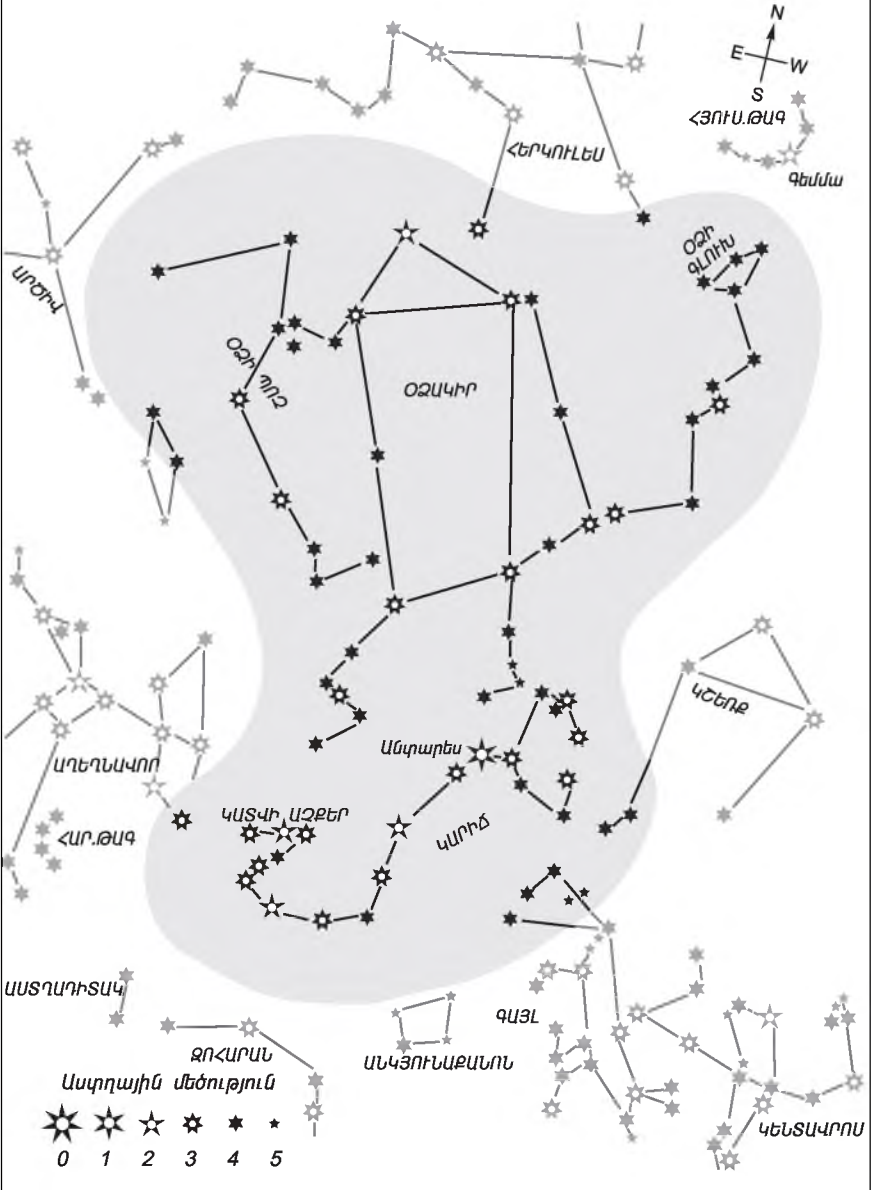 N
E
W
S
ՀՅՈՒՍ.ԹԱԳ
Գեմմա
ՀԵՐԿՈՒԼԵՍ
ՕՁԻ
ԳԼՈՒԽ
ԱՐԾԻՎ
ՕՁԻ ՊՈՉ
ՕՁԱԿԻՐ
ԿՇԵՌՔ
Անտարես
ԱՂԵՂՆԱՎՈՐ
ԿԱՏՎԻ ԱՉՔԵՐ
ՀԱՐ.ԹԱԳ
ԿԱՐԻՃ
ԱՍՏՂԱԴԻՏԱԿ
ԶՈՀԱՐԱՆ
ԱՆԿՅՈՒՆԱՔԱՆՈՆ
ԳԱՅԼ
ԿԵՆՏԱՎՐՈՍ
Աստղային մեծություն
0 1 2 3 4 5